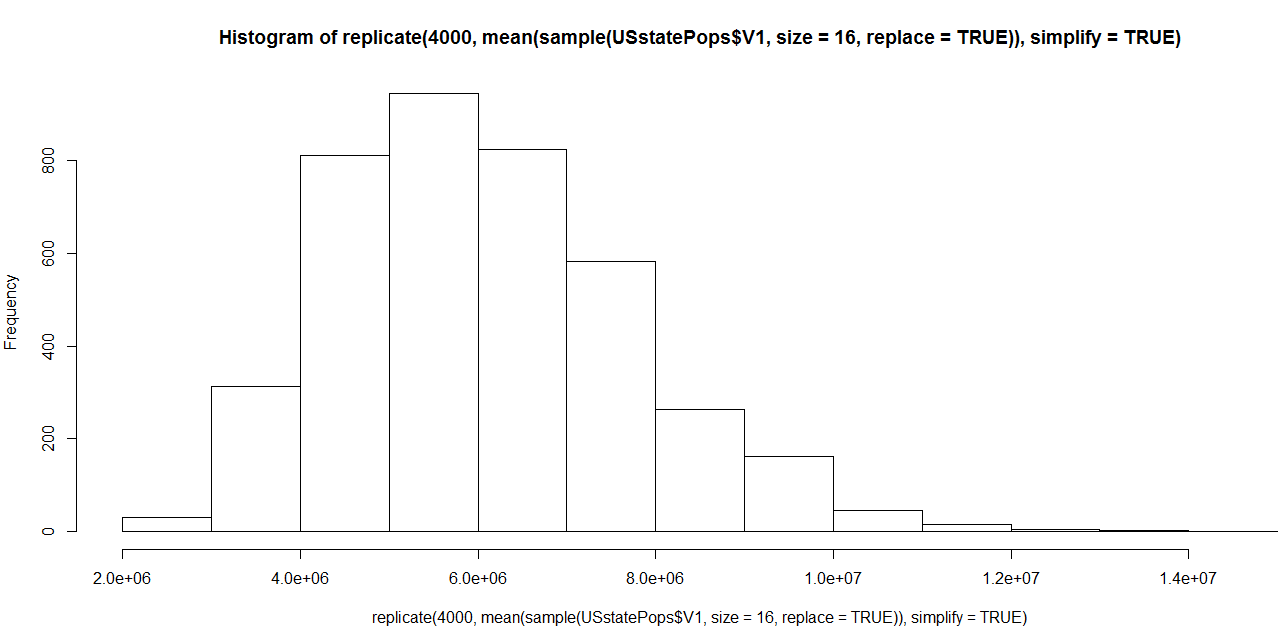 Histogram of replicate(4000, mean(sample(USstatePops$V1, size = 16, replace = TRUE)), simplify = TRUE)
800
600
400
200
0
Frequency
2.0e+06 4.0e+06 6.0e+06 8.0e+06 1.0e+07 1.2e+07 1.4e+07
replicate(4000, mean(sample(USstatePops$V1, size = 16, replace = TRUE)), simplify = TRUE)